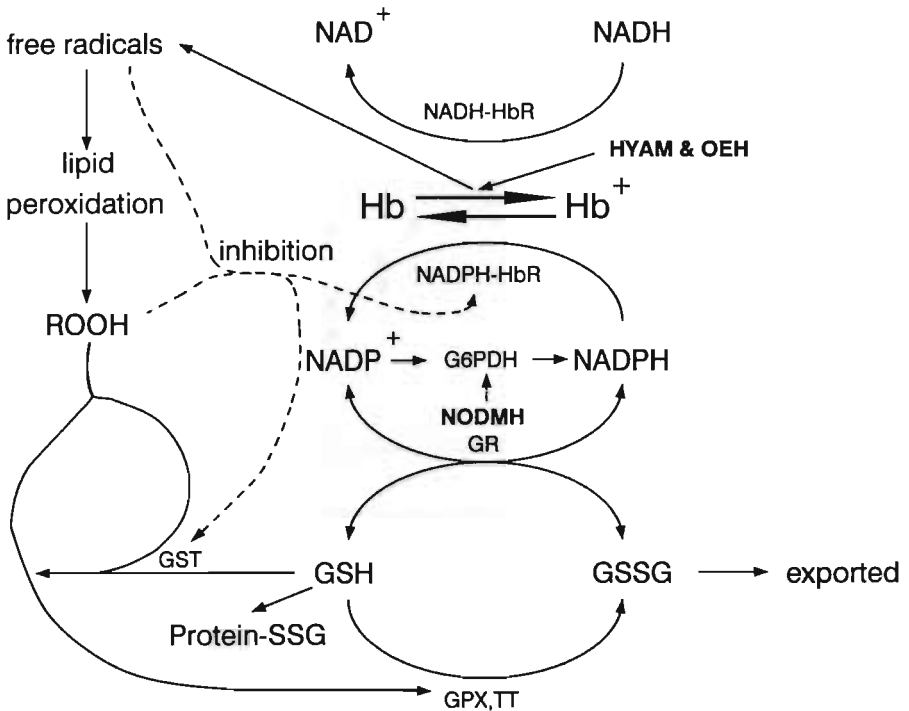 NAD+
NADH
free radicals
NADH-HbR
HYAM & OEH
lipid
peroxidation
Hb
Hb+
inhibition
NADPH-HbR
ROOH
NADP+
G6PDH
NADPH
NODMH
GR
GST
GSH
GSSG
exported
Protein-SSG
GPX,TT